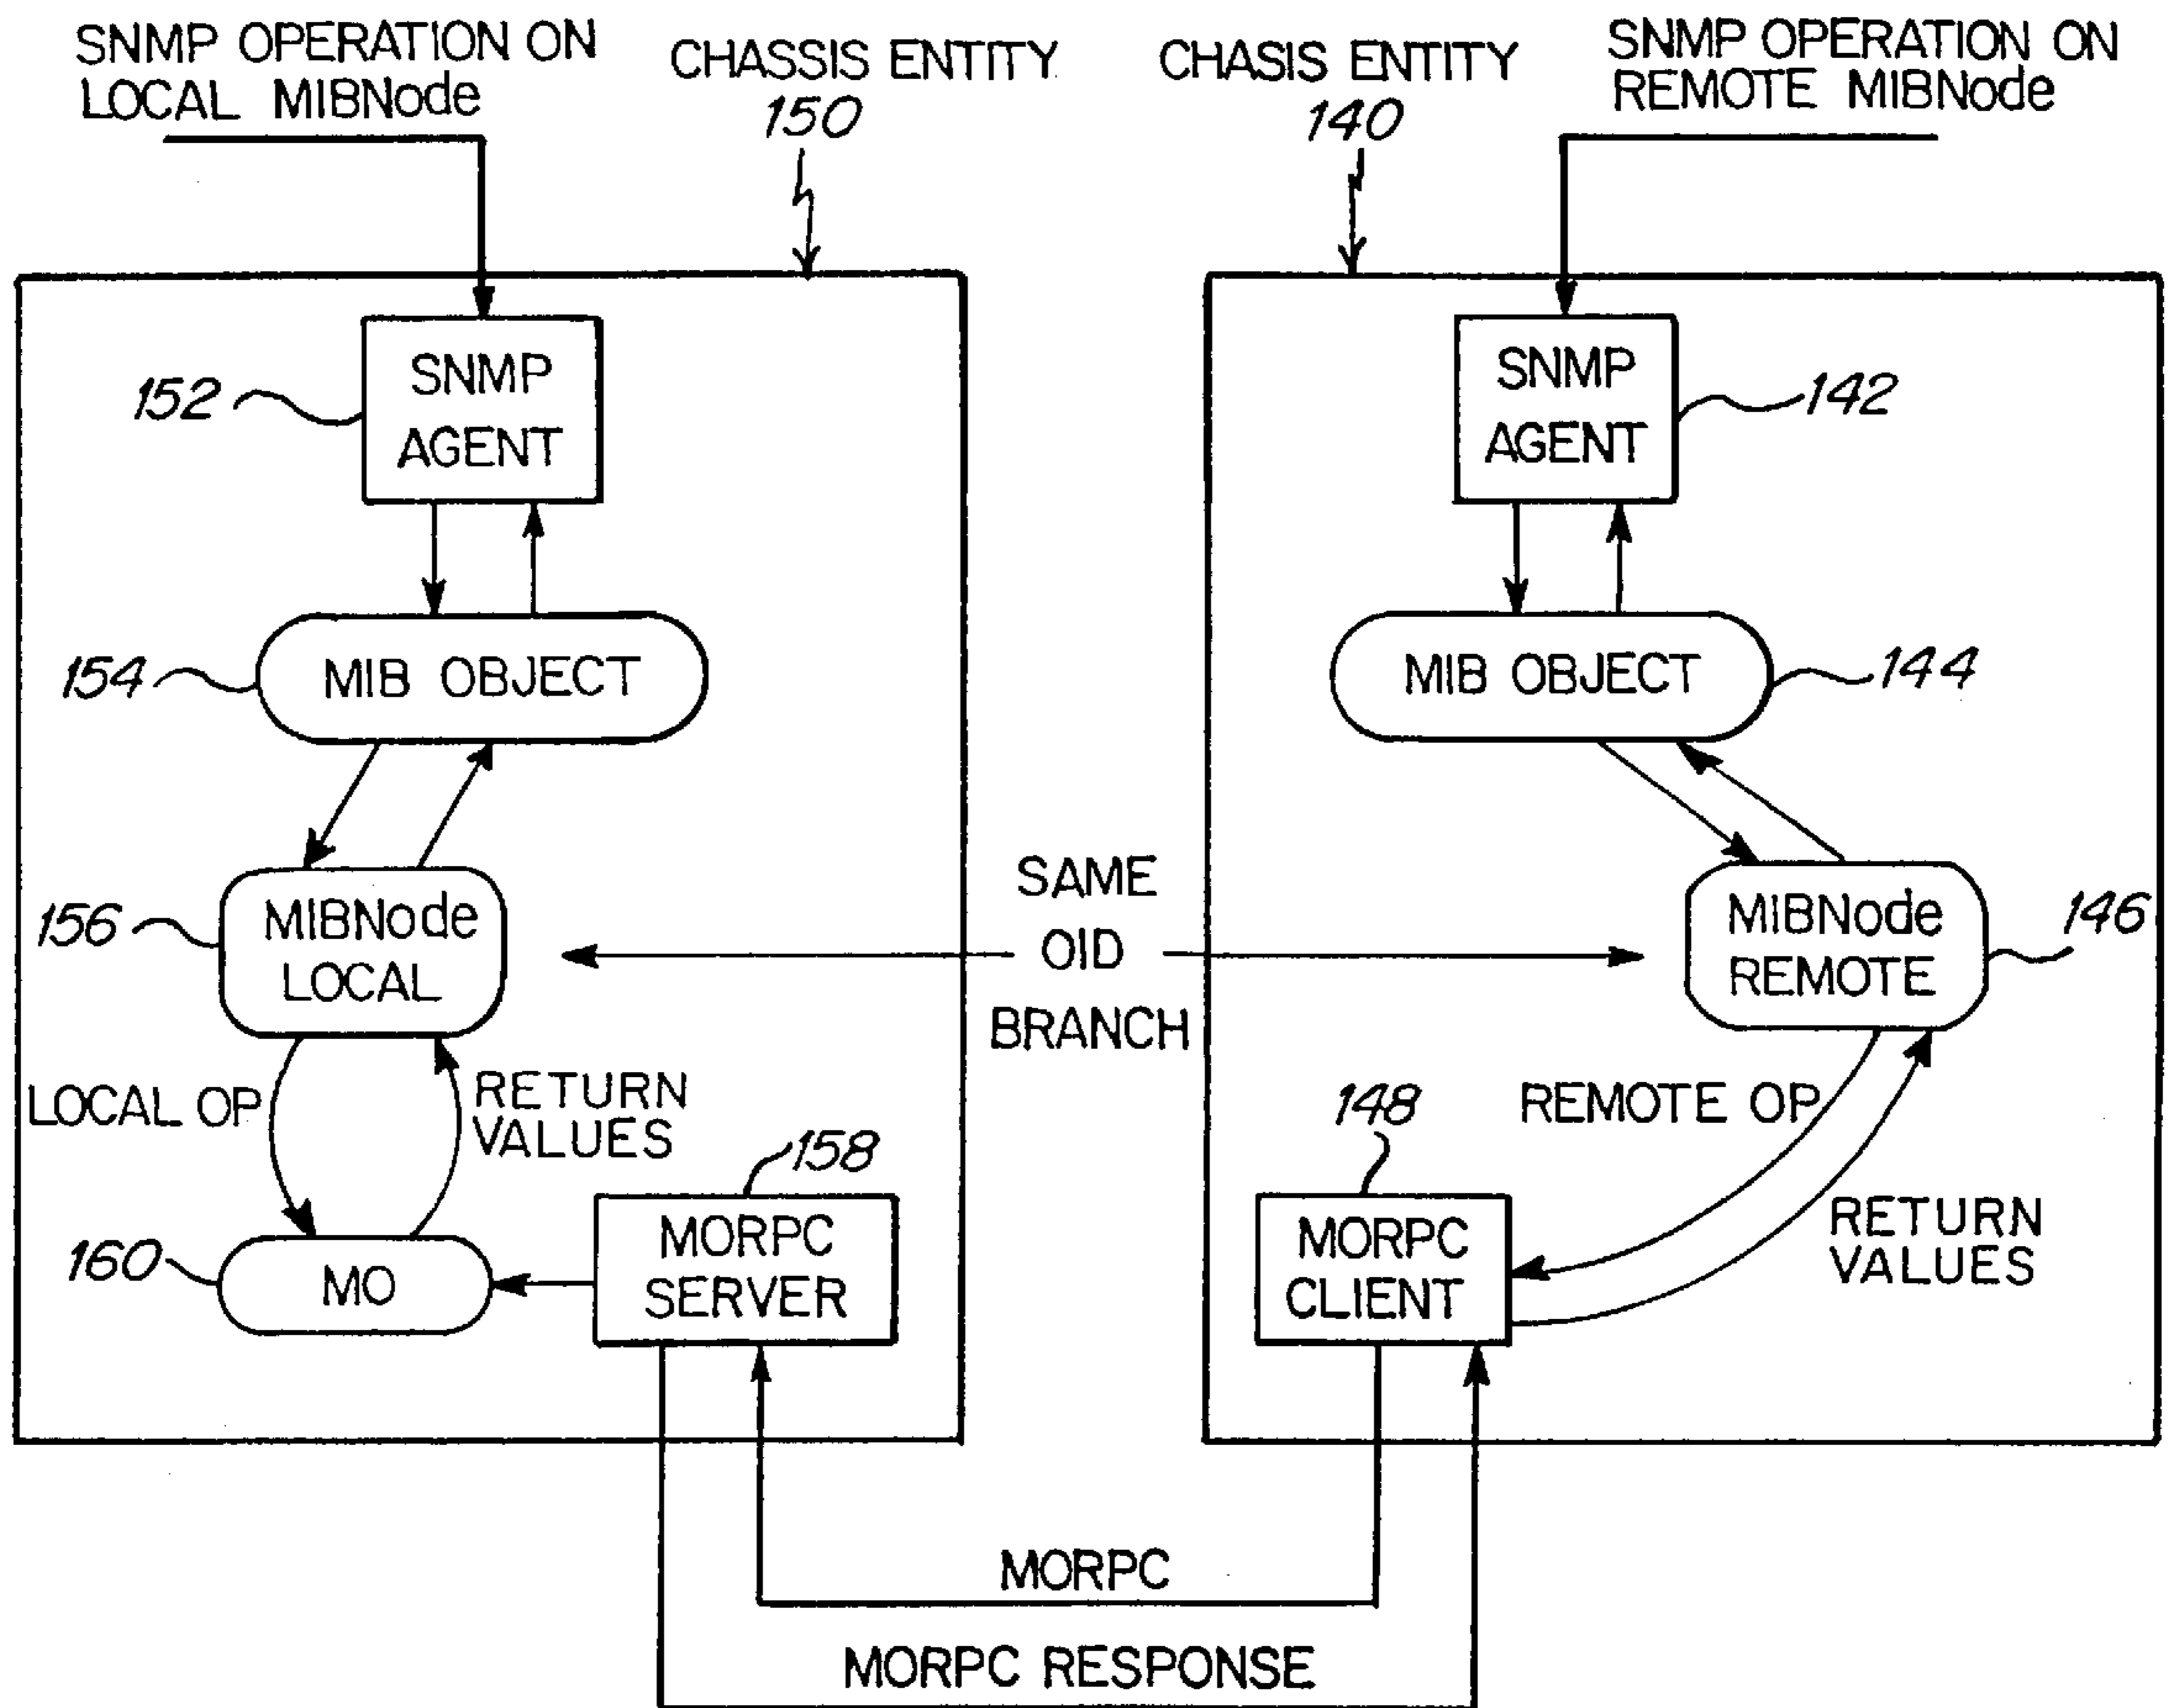 SNMP OPERATION ON
LOCAL MIBNode
CHASSIS ENTITY
150
CHASIS ENTITY
140
SNMP OPERATION ON
REMOTE MIBNode
SNMP
AGENT
152
SNMP
AGENT
142
MIB OBJECT
154
MIB OBJECT
144
MIBNode
LOCAL
156
SAME
OID
BRANCH
MIBNode
REMOTE
146
LOCAL OP
RETURN
VALUES
158
148
REMOTE OP
RETURN
VALUES
160
MO
MORPC
SERVER
MORPC
CLIENT
MORPC
MORPC RESPONSE